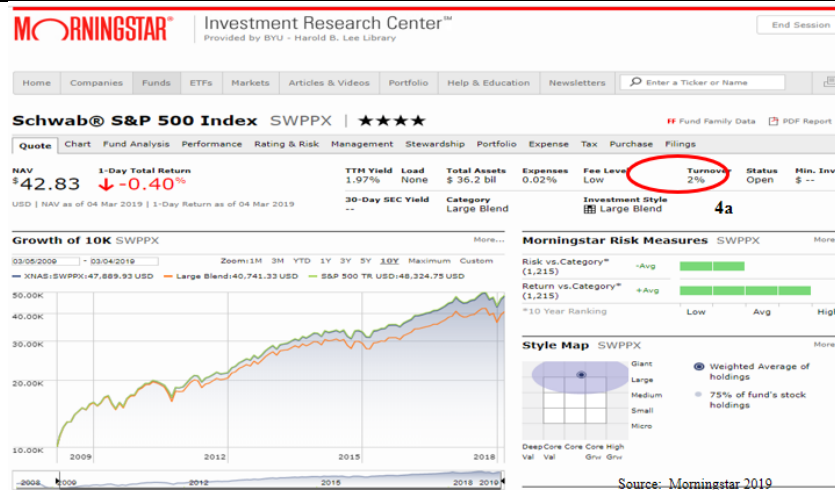 MORNINGSTAR® Investment Research Center℠
Provided by BYU - Harold B. Lee Library
End Session
Home Companies Funds ETFs Markets Articles & Videos Portfolio Help & Education Newsletters Enter a Ticker or Name
Schwab® S&P 500 Index SWPPX | ★★★★ Fund Family Data PDF Report
Quote Chart Fund Analysis Performance Rating & Risk Management Stewardship Portfolio Expense Tax Purchase Filings
NAV 1-Day Total Return TTM Yield Load Total Assets Expenses Fee Level Turnover Status Min. Inv
$42.83 ↓-0.40% 1.97% None $ 36.2 bil 0.02% Low 2% Open $ --
USD | NAV as of 04 Mar 2019 | 1-Day Return as of 04 Mar 2019
30-Day SEC Yield Category Investment Style
-- Large Blend Large Blend 4a
Growth of 10K SWPPX More...
03/05/2009 - 03/04/2019 Zoom:1M 3M YTD 1Y 3Y 5Y 10Y Maximum Custom
XNAS:SWPPX:47,889.93 USD Large Blend:40,741.33 USD S&P 500 TR USD:48,324.75 USD
50.00K
40.00K
30.00K
20.00K
10.00K
2009 2012 2015 2018
2008 2009 2012 2015 2018 2019
Morningstar Risk Measures SWPPX More
Risk vs.Category* -Avg
(1,215)
Return vs.Category* +Avg
(1,215)
*10 Year Ranking Low Avg High
Style Map SWPPX More
Giant
Large
Medium
Small
Micro
Deep Core Core Core High
Val Val Grw Grw
Weighted Average of
holdings
75% of fund's stock
holdings
Source: Morningstar 2019